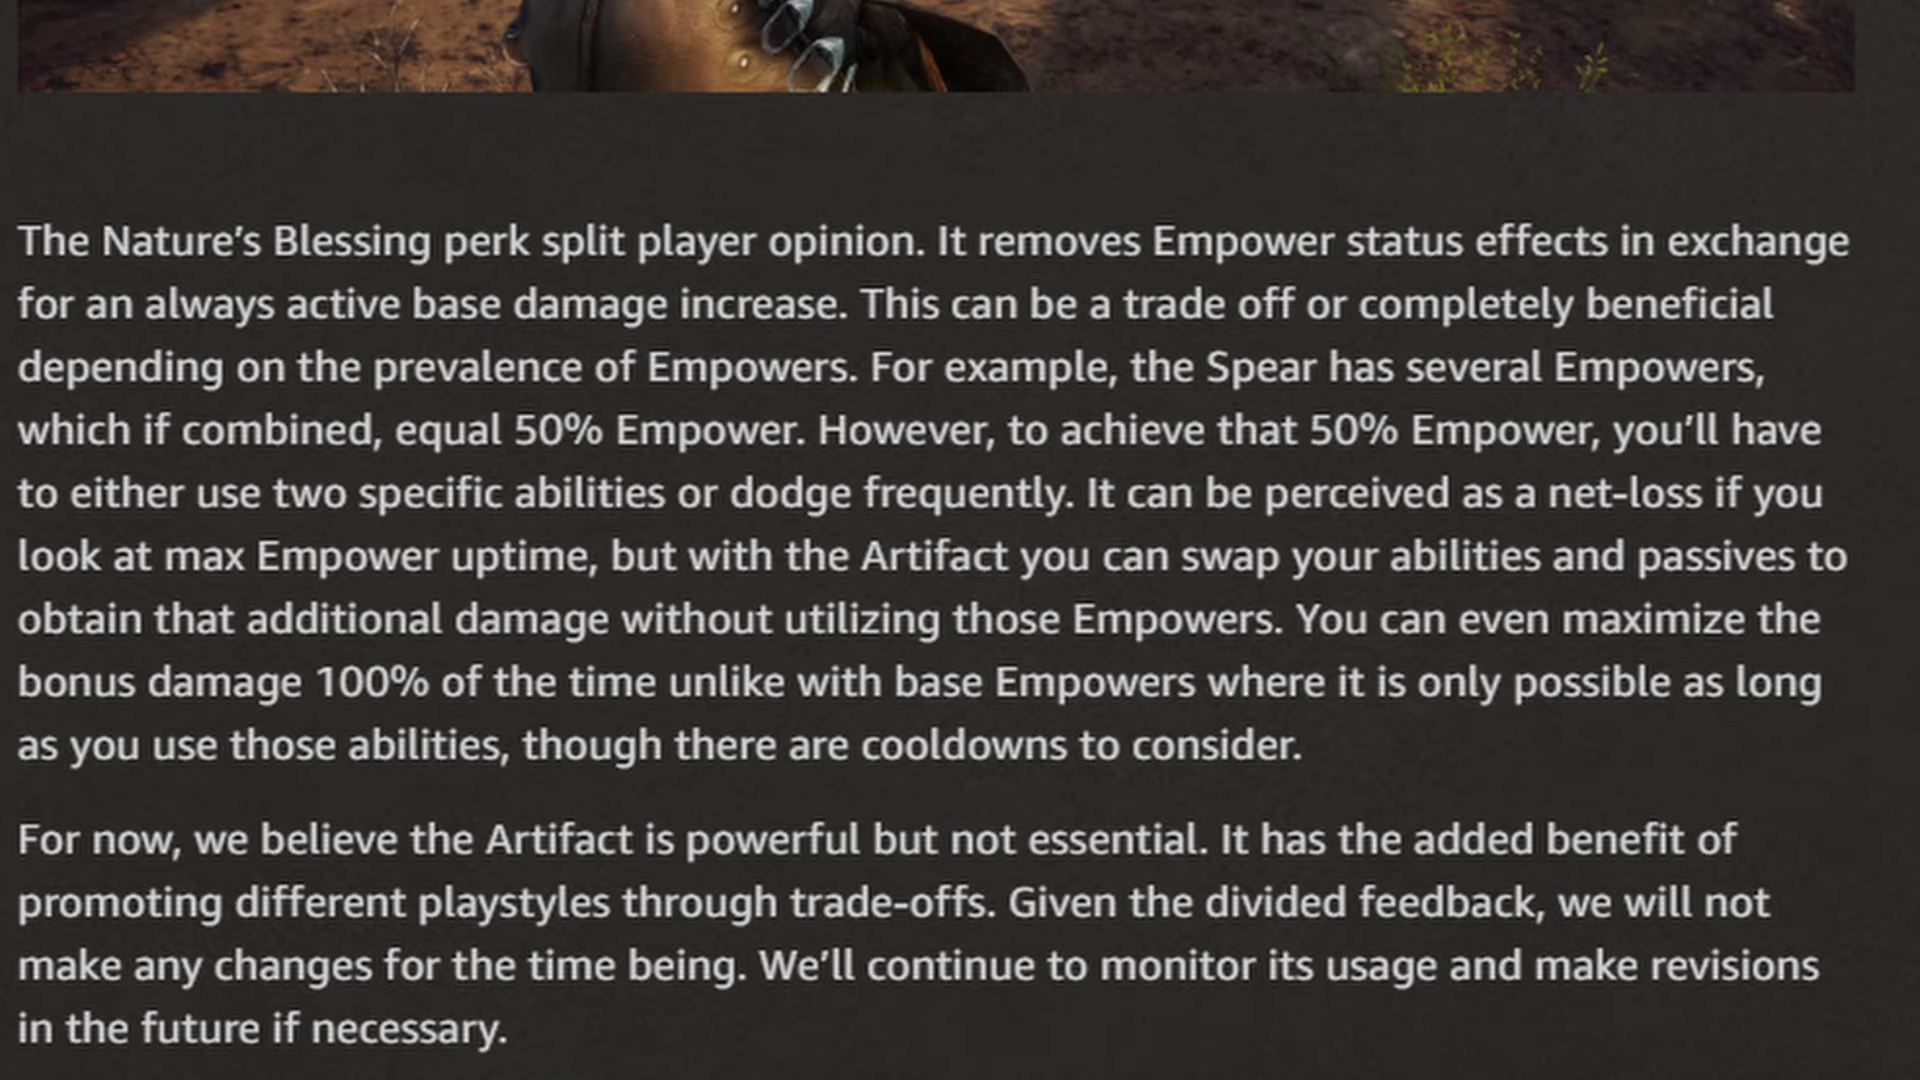 The Nature’s Blessing perk split player opinion. It removes Empower status effects in exchange
for an always active base damage increase. This can be a trade off or completely beneficial
depending on the prevalence of Empowers. For example, the Spear has several Empowers,
which if combined, equal 50% Empower. However, to achieve that 50% Empower, you’ll have
to either use two specific abilities or dodge frequently. It can be perceived as a net-loss if you
look at max Empower uptime, but with the Artifact you can swap your abilities and passives to
obtain that additional damage without utilizing those Empowers. You can even maximize the
bonus damage 100% of the time unlike with base Empowers where it is only possible as long
as you use those abilities, though there are cooldowns to consider.
For now, we believe the Artifact is powerful but not essential. It has the added benefit of
promoting different playstyles through trade-offs. Given the divided feedback, we will not
make any changes for the time being. We’ll continue to monitor its usage and make revisions
in the future if necessary.